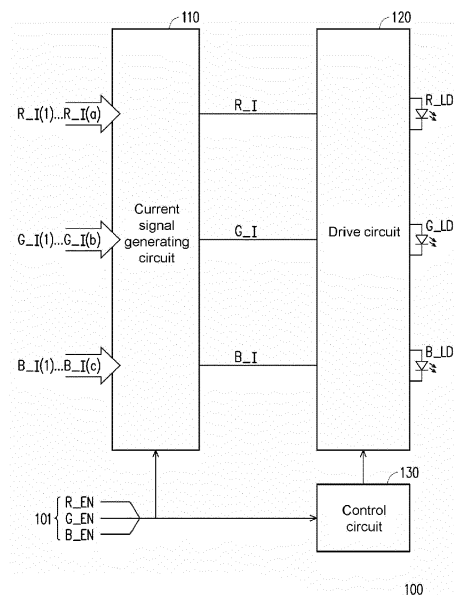 110
120
R_I(1)...R_I(a)
R_I
R_LD
Current
signal
generating
circuit
Drive circuit
G_I(1)...G_I(b)
G_I
G_LD
B_I(1)...B_I(c)
B_I
B_LD
130
101
R_EN
G_EN
B_EN
Control
circuit
100